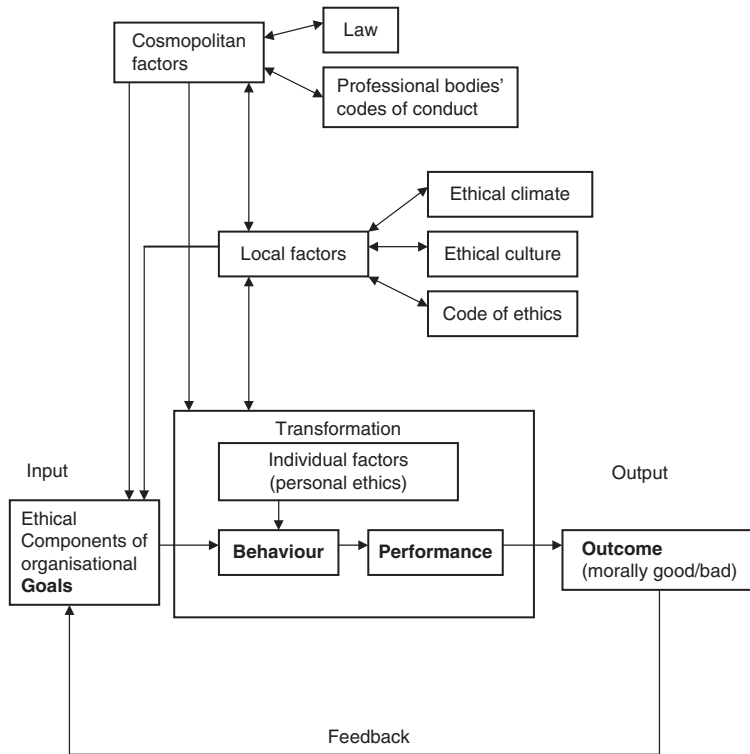 Cosmopolitan
factors
Law
Professional bodies'
codes of conduct
Ethical climate
Local factors
Ethical culture
Code of ethics
Transformation
Input
Individual factors
(personal ethics)
Output
Ethical
Components of
organisational
Goals
Behaviour
Performance
Outcome
(morally good/bad)
Feedback